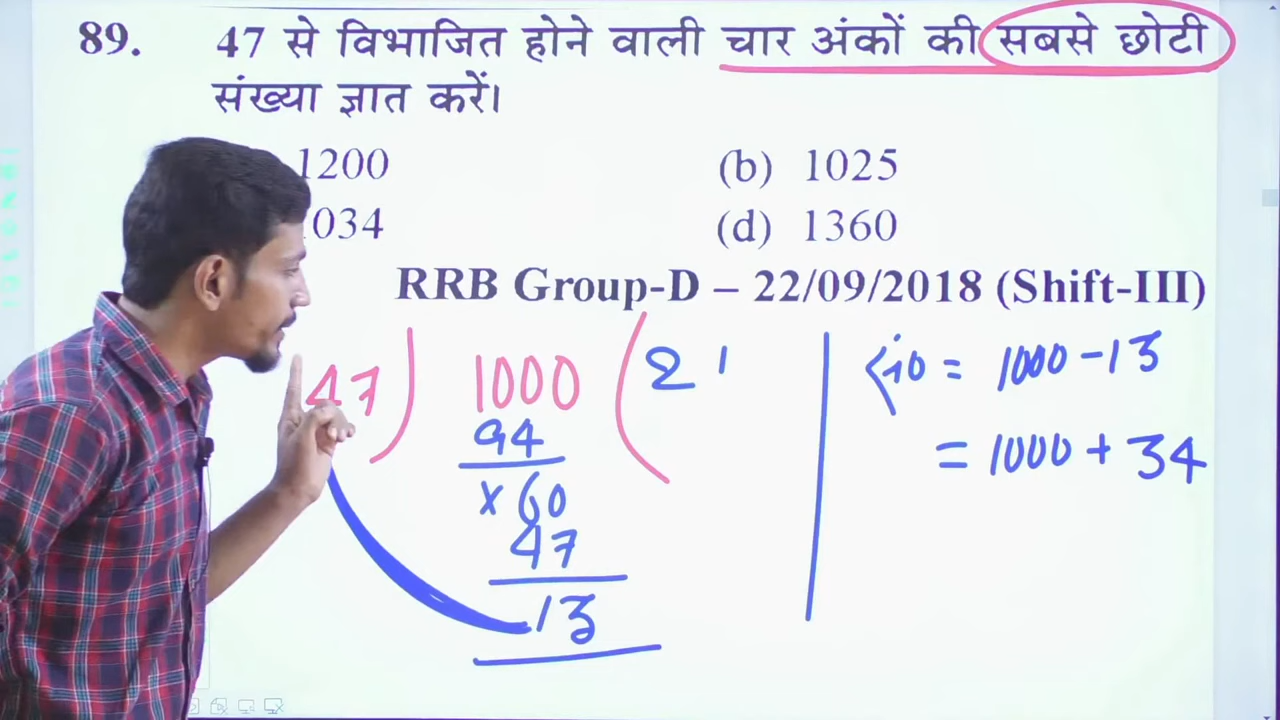 89. 47 से विभाजित होने वाली चार अंकों की सबसे छोटी
संख्या ज्ञात करें।
1200 (b) 1025
034 (d) 1360
RRB Group-D – 22/09/2018 (Shift-III)
47) 1000 (21
94
×60
47
13
सं० = 1000 - 13
= 1000 + 34